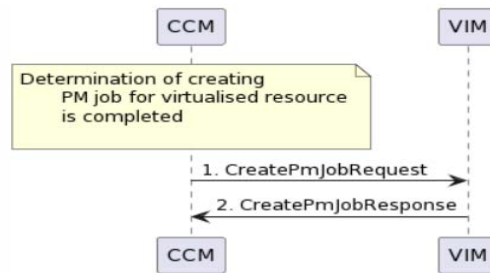 CCM VIM
Determination of creating
PM job for virtualised resource
is completed
1. CreatePmJobRequest
2. CreatePmJobResponse
CCM VIM